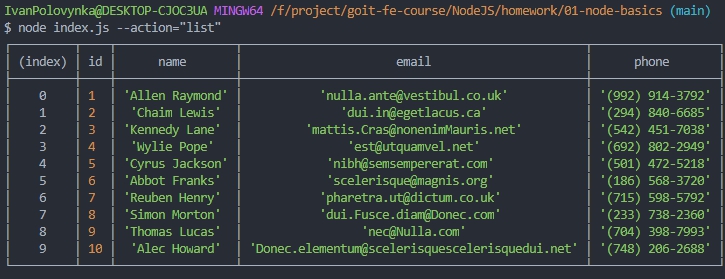 IvanPolovynka@DESKTOP-CJOC3UA MINGW64 /f/project/goit-fe-course/NodeJS/homework/01-node-basics (main)
$ node index.js --action="list"
(index) id name email phone
0 1 'Allen Raymond' 'nulla.ante@vestibul.co.uk' '(992) 914-3792'
1 2 'Chaim Lewis' 'dui.in@egetlacus.ca' '(294) 840-6685'
2 3 'Kennedy Lane' 'mattis.Cras@nonenimMauris.net' '(542) 451-7038'
3 4 'Wylie Pope' 'est@utquamvel.net' '(692) 802-2949'
4 5 'Cyrus Jackson' 'nibh@semsempererat.com' '(501) 472-5218'
5 6 'Abbot Franks' 'scelerisque@magnis.org' '(186) 568-3720'
6 7 'Reuben Henry' 'pharetra.ut@dictum.co.uk' '(715) 598-5792'
7 8 'Simon Morton' 'dui.Fusce.diam@Donec.com' '(233) 738-2360'
8 9 'Thomas Lucas' 'nec@Nulla.com' '(704) 398-7993'
9 10 'Alec Howard' 'Donec.elementum@scelerisquescelerisquedui.net' '(748) 206-2688'